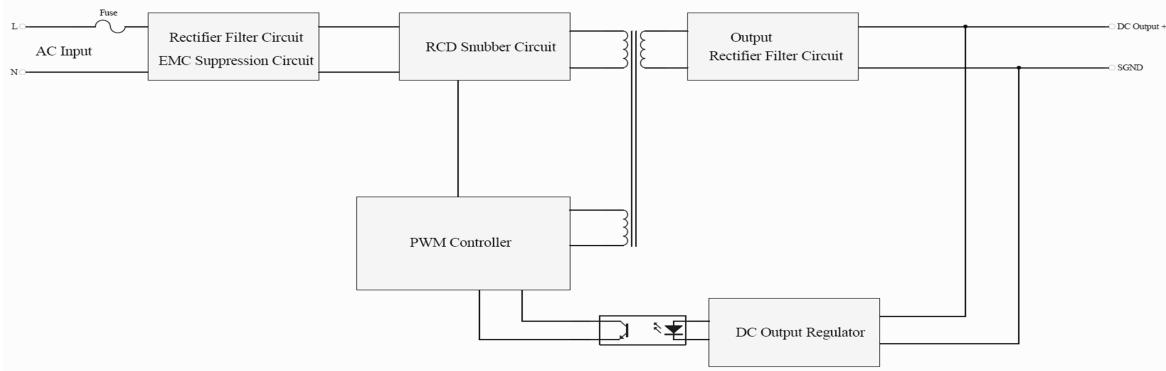 Fuse
L
AC Input
N
Rectifier Filter Circuit
EMC Suppression Circuit
RCD Snubber Circuit
Output
Rectifier Filter Circuit
DC Output +
SGND
PWM Controller
DC Output Regulator